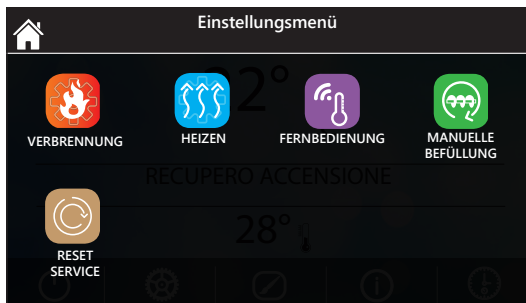 Einstellungsmenü
22°
VERBRENNUNG
HEIZEN
FERNBEDIENUNG
MANUELLE
BEFÜLLUNG
RECUPERO ACCENSIONE
28°
RESET
SERVICE